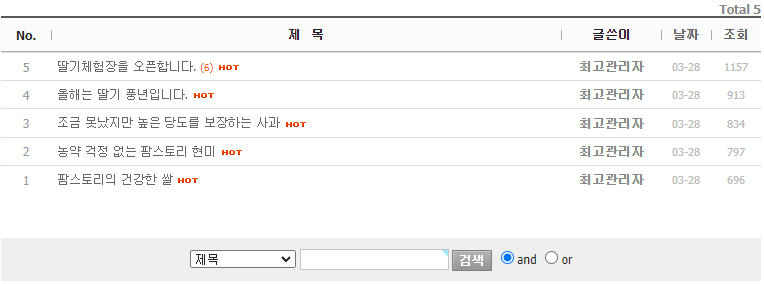 Total 5
No. 제 목 글쓴이 날짜 조회
5 딸기체험장을 오픈합니다. (6) HOT 최고관리자 03-28 1157
4 올해는 딸기 풍년입니다. HOT 최고관리자 03-28 913
3 조금 못났지만 높은 당도를 보장하는 사과 HOT 최고관리자 03-28 834
2 농약 걱정 없는 팜스토리 현미 HOT 최고관리자 03-28 797
1 팜스토리의 건강한 쌀 HOT 최고관리자 03-28 696
제목 검색 and or